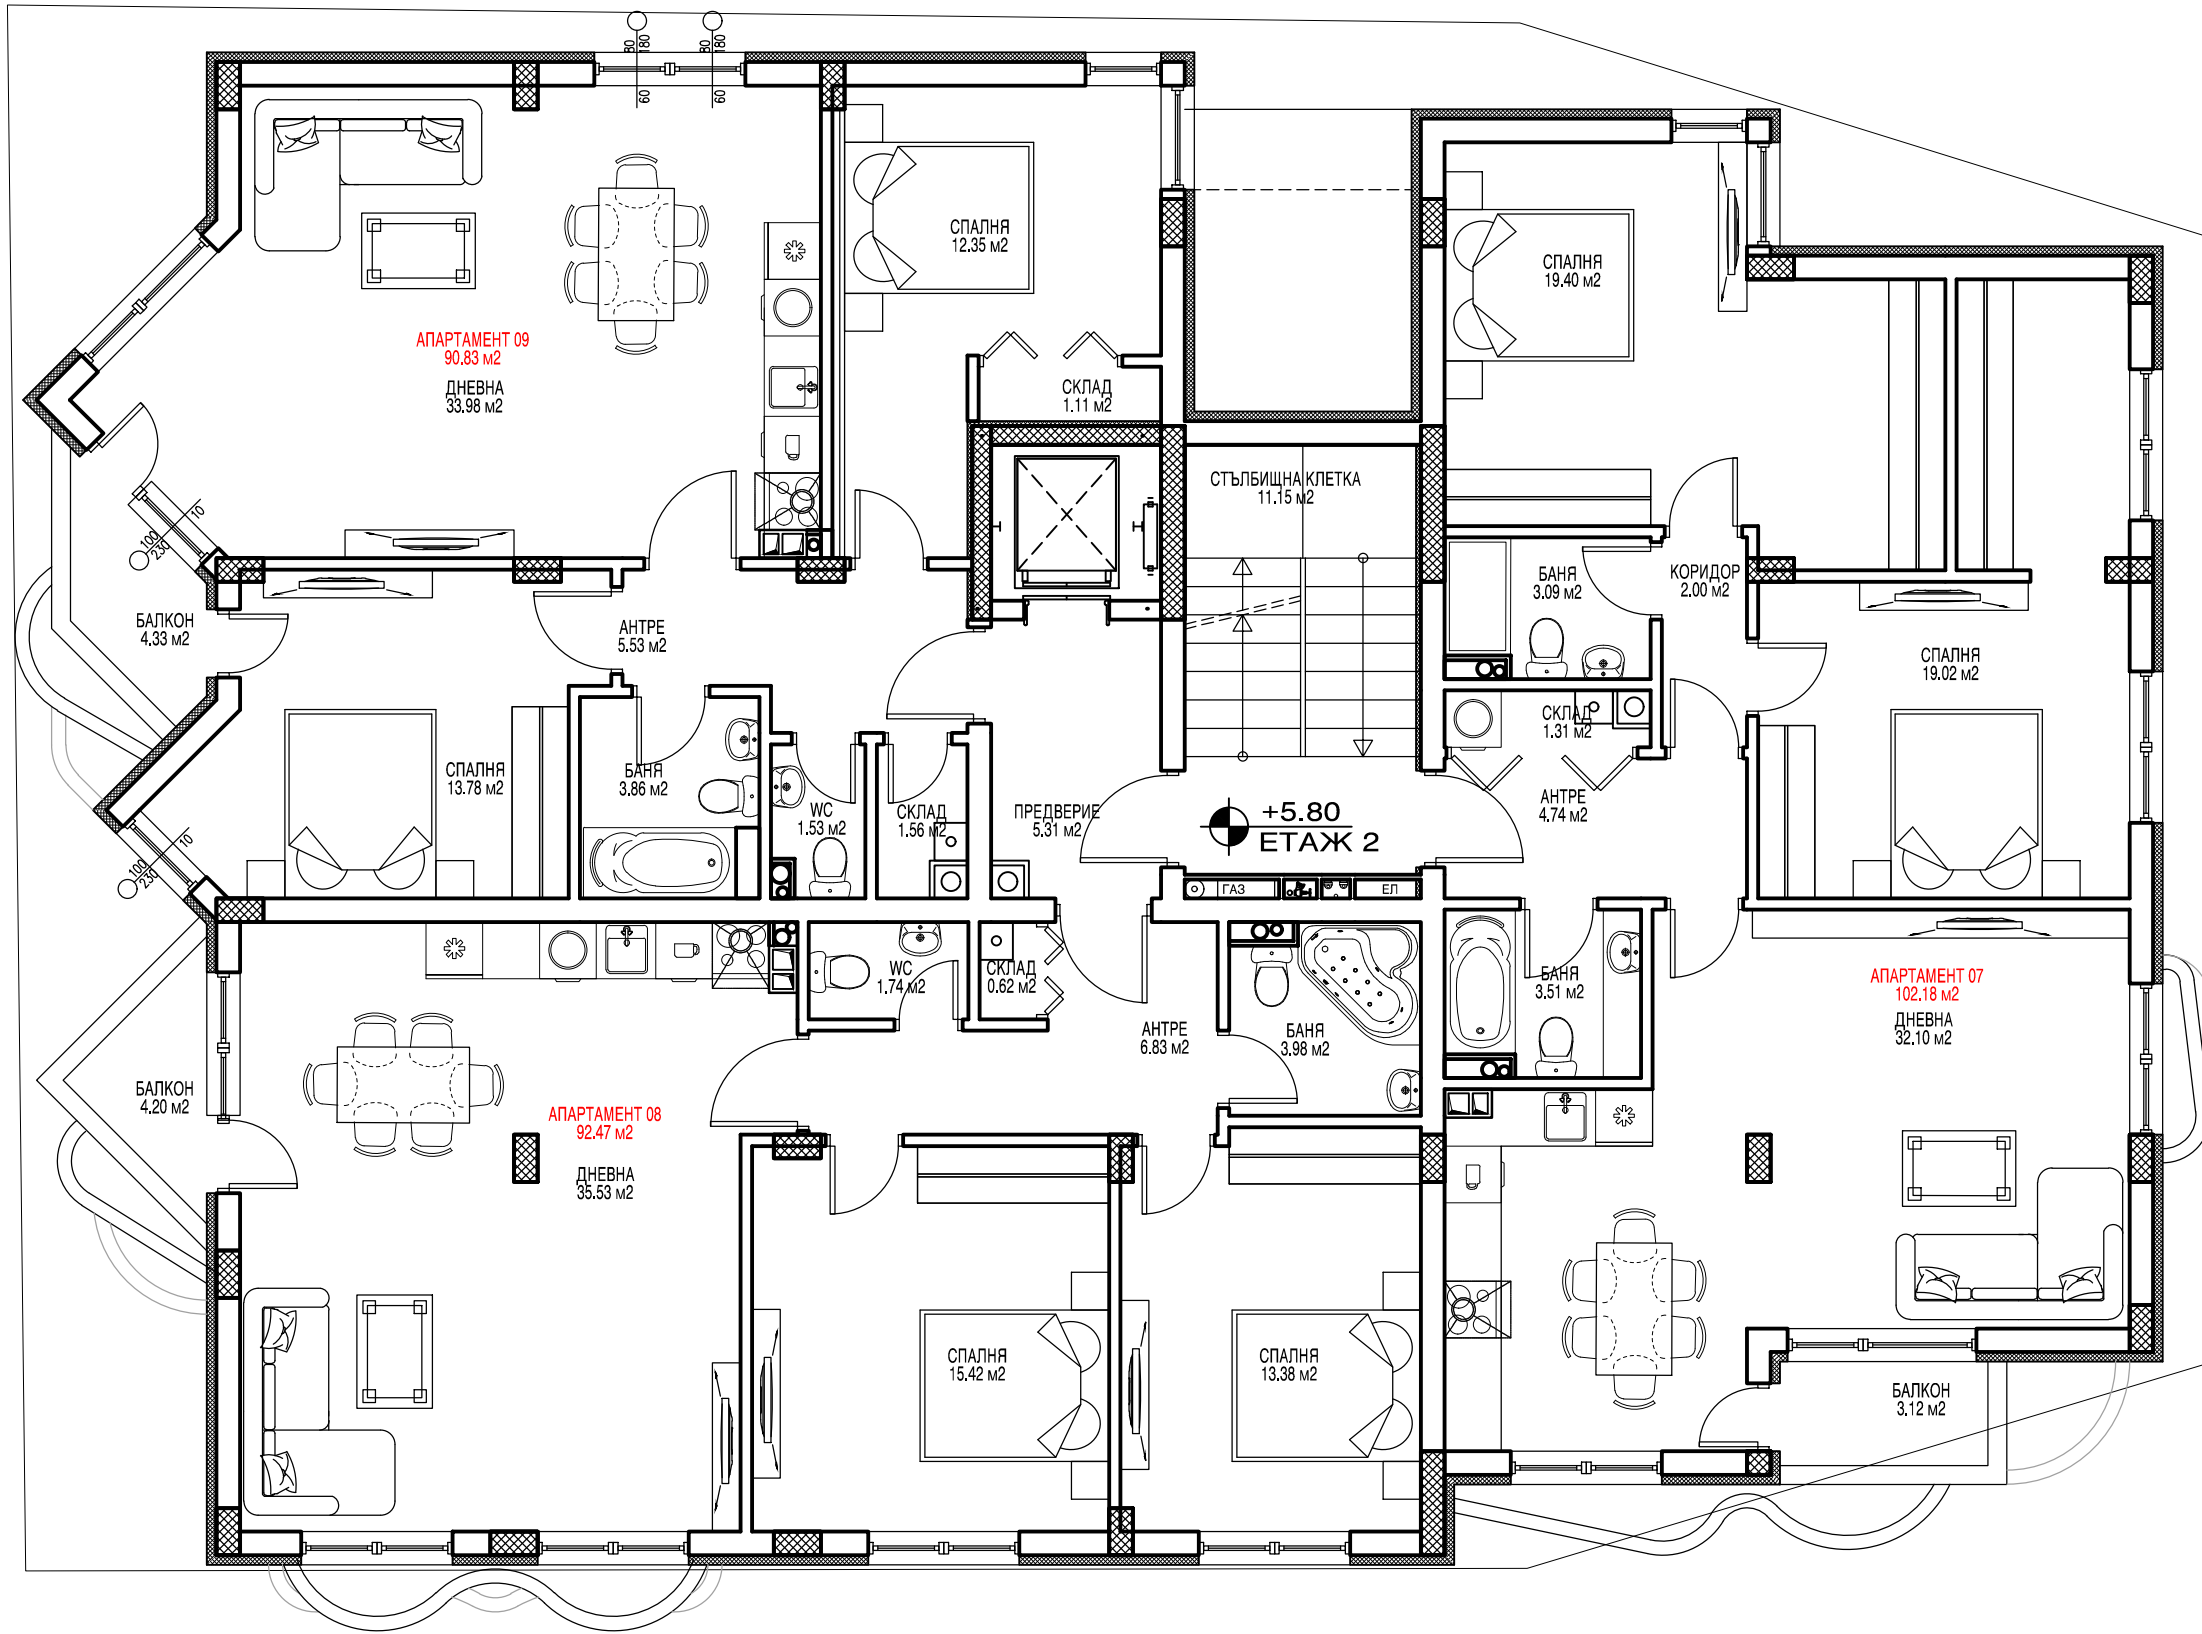 80
180
60
80
180
60
СПАЛНЯ
12.35 м2
СПАЛНЯ
19.40 м2
АПАРТАМЕНТ 09
90.83 м2
ДНЕВНА
33.98 м2
СКЛАД
1.11 м2
СТЪЛБИЩНА КЛЕТКА
11.15 м2
100
230
10
БАЛКОН
4.33 м2
АНТРЕ
5.53 м2
БАНЯ
3.09 м2
КОРИДОР
2.00 м2
СПАЛНЯ
19.02 м2
СКЛАД
1.31 м2
СПАЛНЯ
13.78 м2
БАНЯ
3.86 м2
WC
1.53 м2
СКЛАД
1.56 м2
ПРЕДВЕРИЕ
5.31 м2
+5.80
ЕТАЖ 2
АНТРЕ
4.74 м2
100
230
10
ГАЗ
ЕЛ
WC
1.74 м2
СКЛАД
0.62 м2
БАНЯ
3.51 м2
АПАРТАМЕНТ 07
102.18 м2
ДНЕВНА
32.10 м2
АНТРЕ
6.83 м2
БАНЯ
3.98 м2
БАЛКОН
4.20 м2
АПАРТАМЕНТ 08
92.47 м2
ДНЕВНА
35.53 м2
СПАЛНЯ
15.42 м2
СПАЛНЯ
13.38 м2
БАЛКОН
3.12 м2